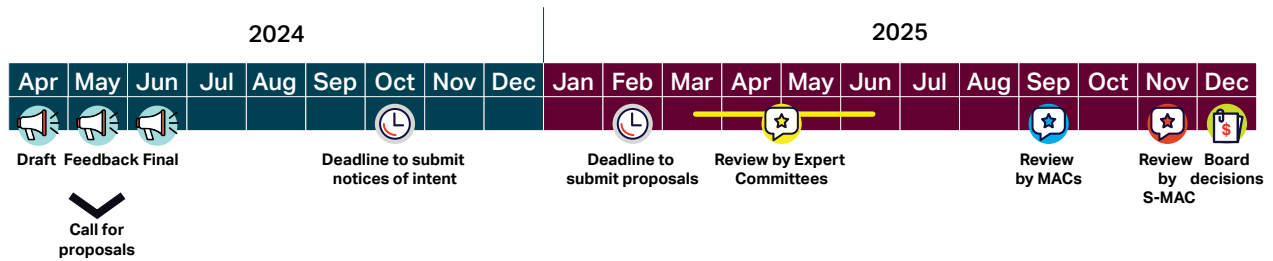 2024
2025
Apr May Jun Jul Aug Sep Oct Nov Dec Jan Feb Mar Apr May Jun Jul Aug Sep Oct Nov Dec
Draft Feedback Final
Call for
proposals
Deadline to submit
notices of intent
Deadline to
submit proposals
Review by Expert
Committees
Review
by MACs
Review
by
S-MAC
Board
decisions
$